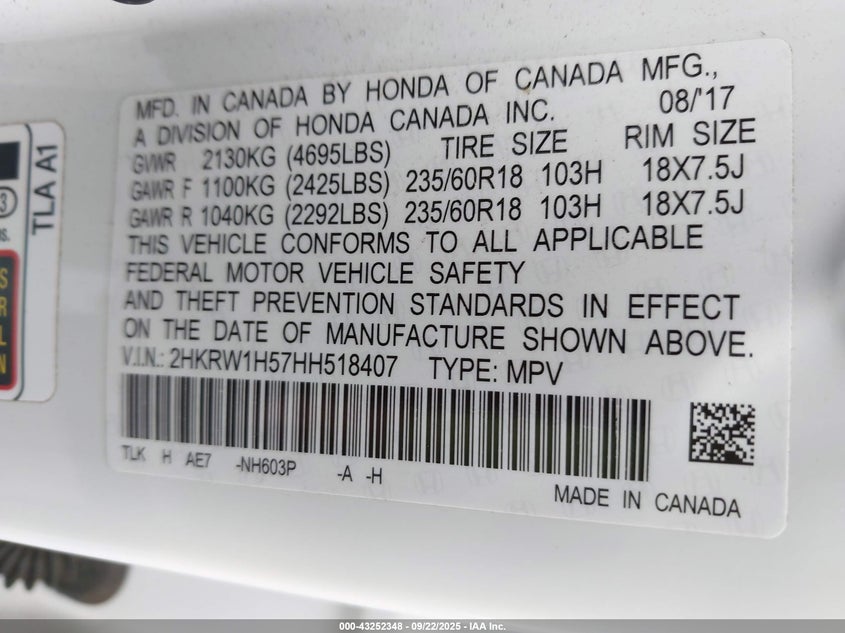 MFD. IN CANADA BY HONDA OF CANADA MFG.,
A DIVISION OF HONDA CANADA INC. 08/'17
GVWR 2130KG (4695LBS) TIRE SIZE RIM SIZE
GAWR F 1100KG (2425LBS) 235/60R18 103H 18X7.5J
GAWR R 1040KG (2292LBS) 235/60R18 103H 18X7.5J
THIS VEHICLE CONFORMS TO ALL APPLICABLE
FEDERAL MOTOR VEHICLE SAFETY
AND THEFT PREVENTION STANDARDS IN EFFECT
ON THE DATE OF MANUFACTURE SHOWN ABOVE.
V.I.N.: 2HKRW1H57HH518407 TYPE: MPV
TLK H AE7 -NH603P -A -H
MADE IN CANADA
TLA A1
000-43252348 - 09/22/2025 - IAA Inc.